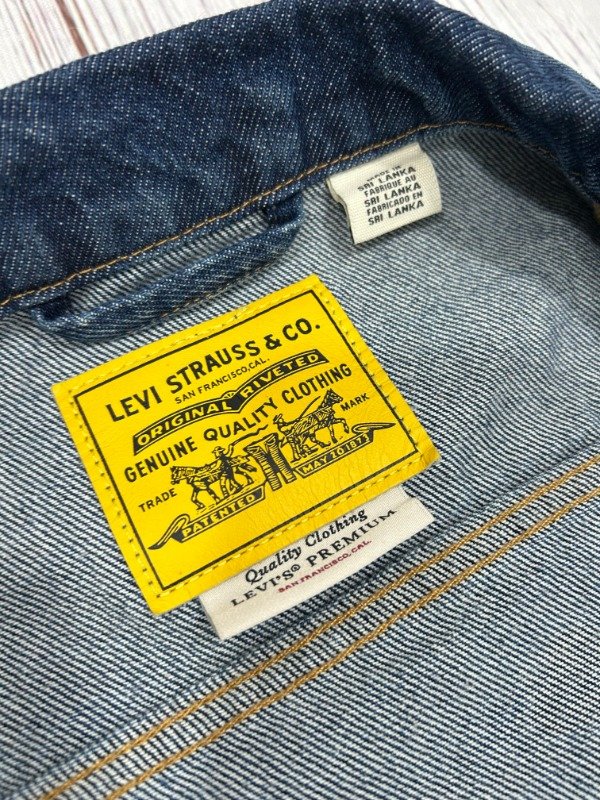 MADE IN
SRI LANKA
FABRIQUE AU
SRI LANKA
FABRICADO EN
SRI LANKA
LEVI STRAUSS & CO.
SAN FRANCISCO,CAL.
ORIGINAL RIVETED
GENUINE QUALITY CLOTHING
TRADE MARK
PATENTED MAY 20 187
Quality Clothing
LEVI'S® PREMIUM
SAN FRANCISCO, CAL.